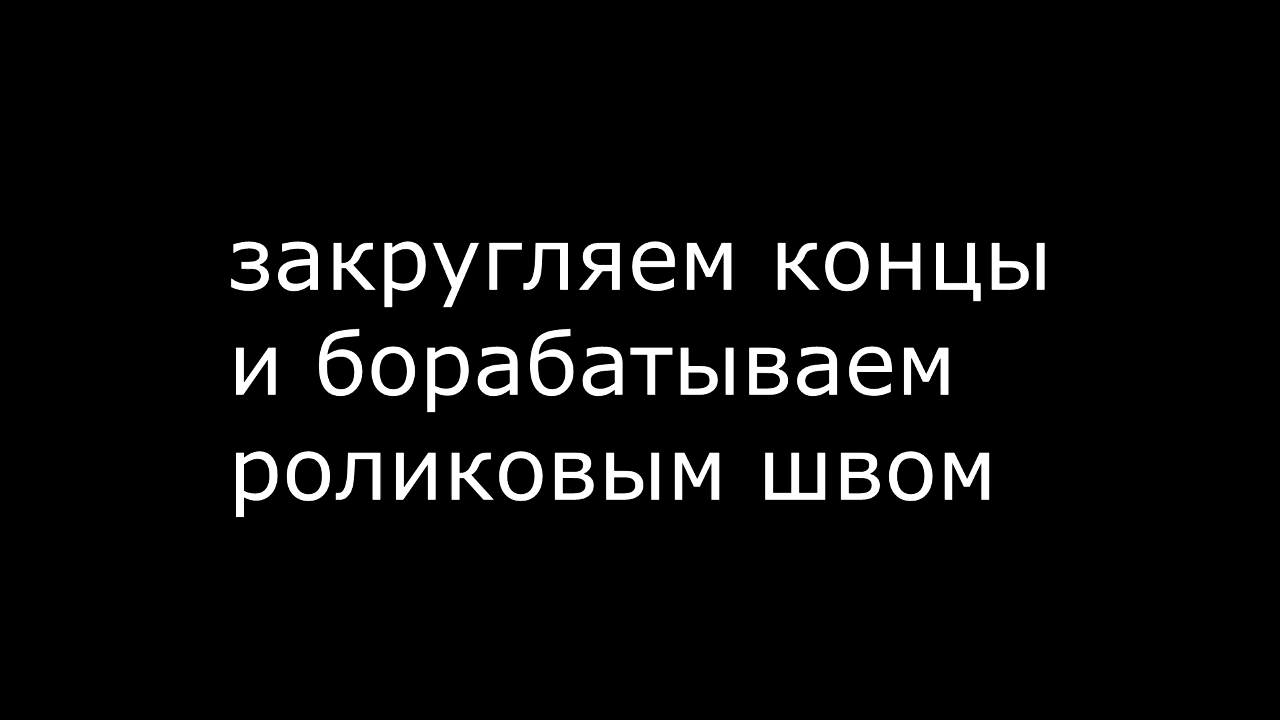 закругляем концы
и борабатываем
роликовым швом